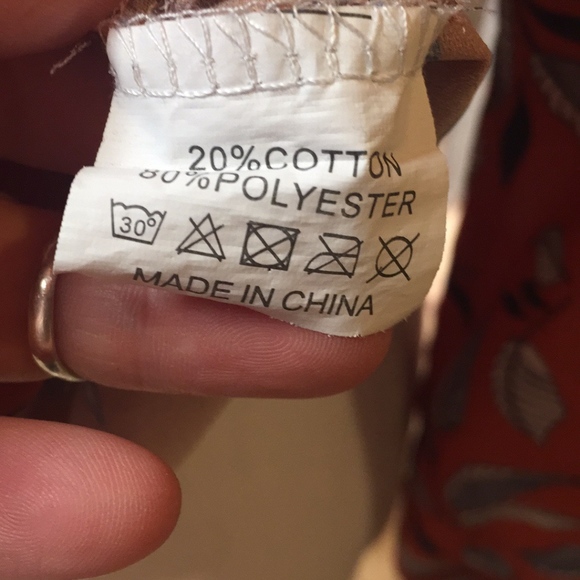 20%COTTON
80%POLYESTER
30°
MADE IN CHINA